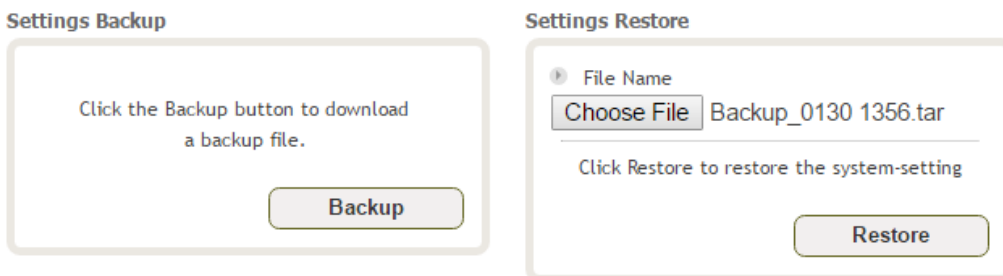 Settings Backup
Click the Backup button to download
a backup file.
Backup
Settings Restore
File Name
Choose File Backup_0130 1356.tar
Click Restore to restore the system-setting
Restore